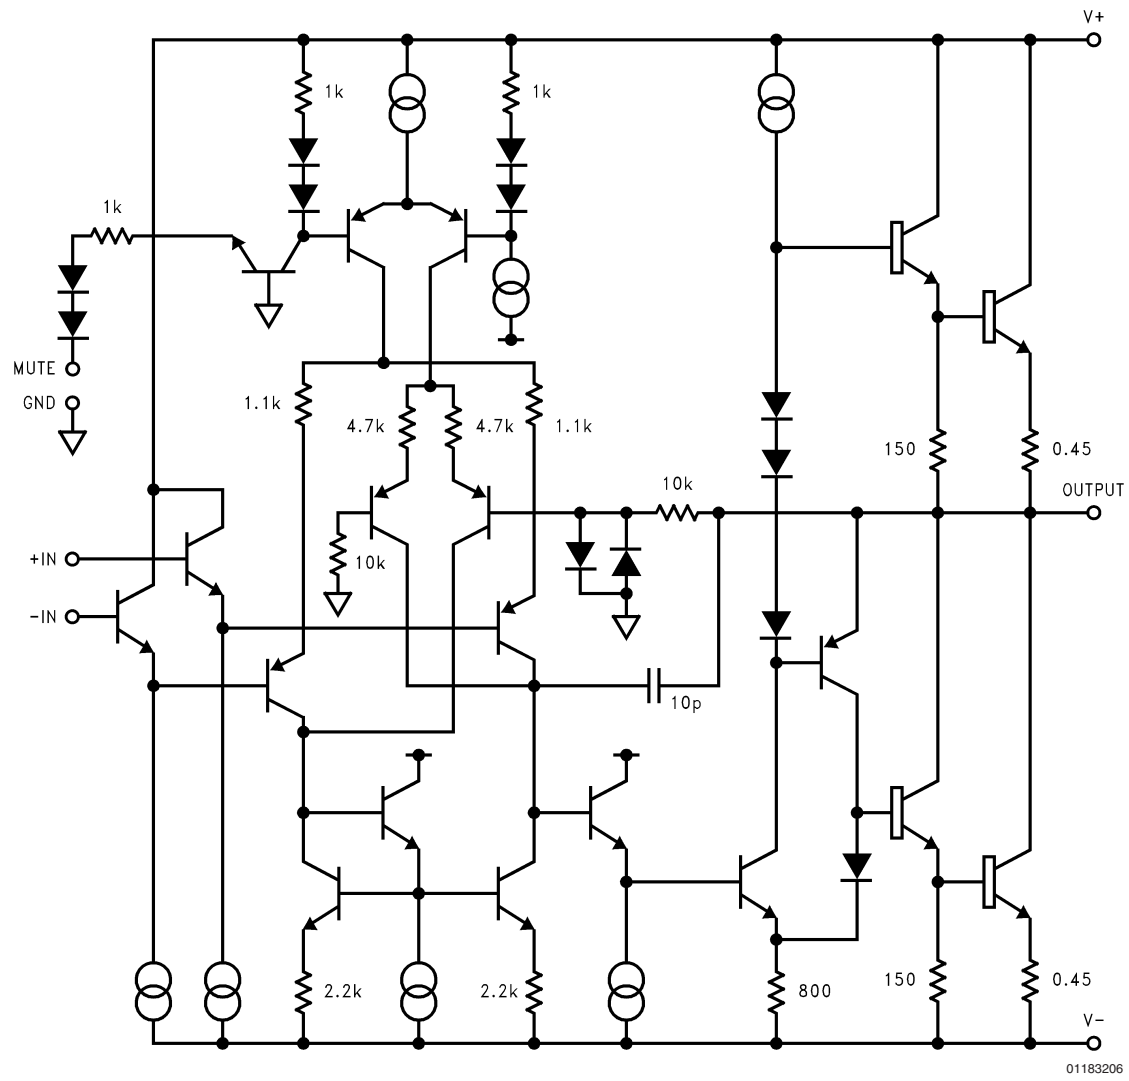 V+
1k
1k
1k
MUTE
GND
1.1k
4.7k
4.7k
1.1k
150
0.45
10k
OUTPUT
+IN
10k
-IN
10p
2.2k
2.2k
800
150
0.45
V-
01183206